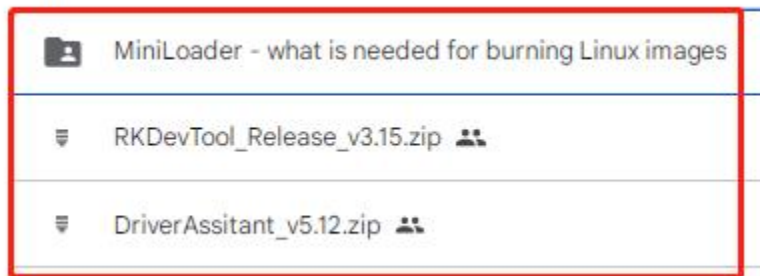 MiniLoader - what is needed for burning Linux images
RKDevTool_Release_v3.15.zip
DriverAssitant_v5.12.zip